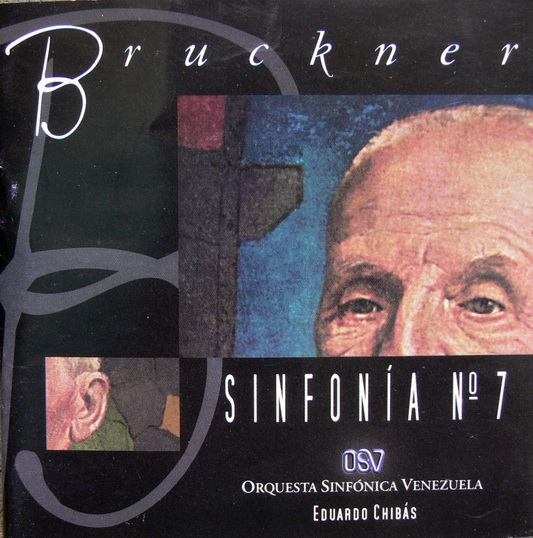 Bruckner
SINFONÍA Nº 7
OSV
ORQUESTA SINFÓNICA VENEZUELA
EDUARDO CHIBÁS